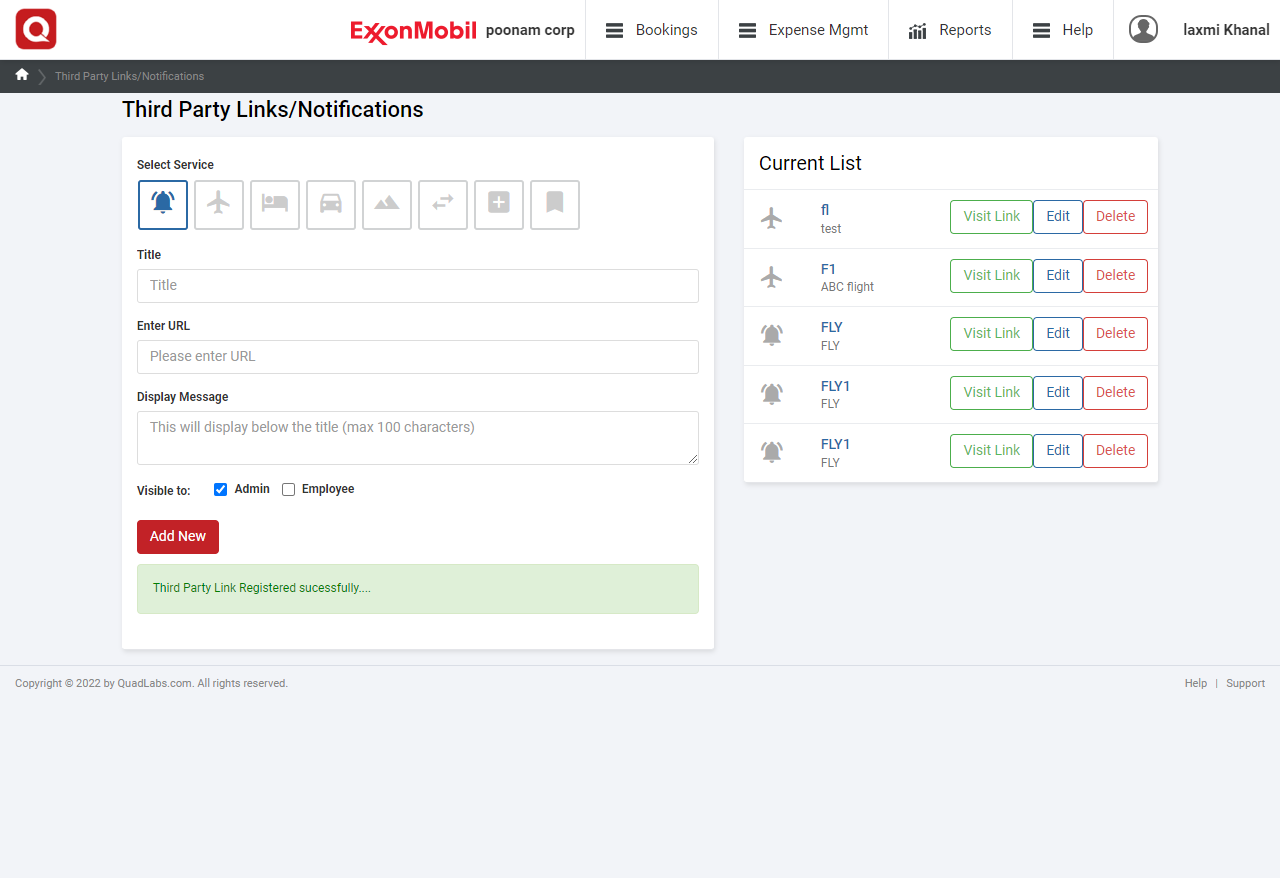 Q ExxonMobil poonam corp Bookings Expense Mgmt Reports Help laxmi Khanal
Third Party Links/Notifications
Third Party Links/Notifications
Select Service
Title
Title
Enter URL
Please enter URL
Display Message
This will display below the title (max 100 characters)
Visible to: Admin Employee
Add New
Third Party Link Registered sucessfully....
Current List
fl
test
Visit Link Edit Delete
F1
ABC flight
Visit Link Edit Delete
FLY
FLY
Visit Link Edit Delete
FLY1
FLY
Visit Link Edit Delete
FLY1
FLY
Visit Link Edit Delete
Copyright © 2022 by QuadLabs.com. All rights reserved. Help | Support